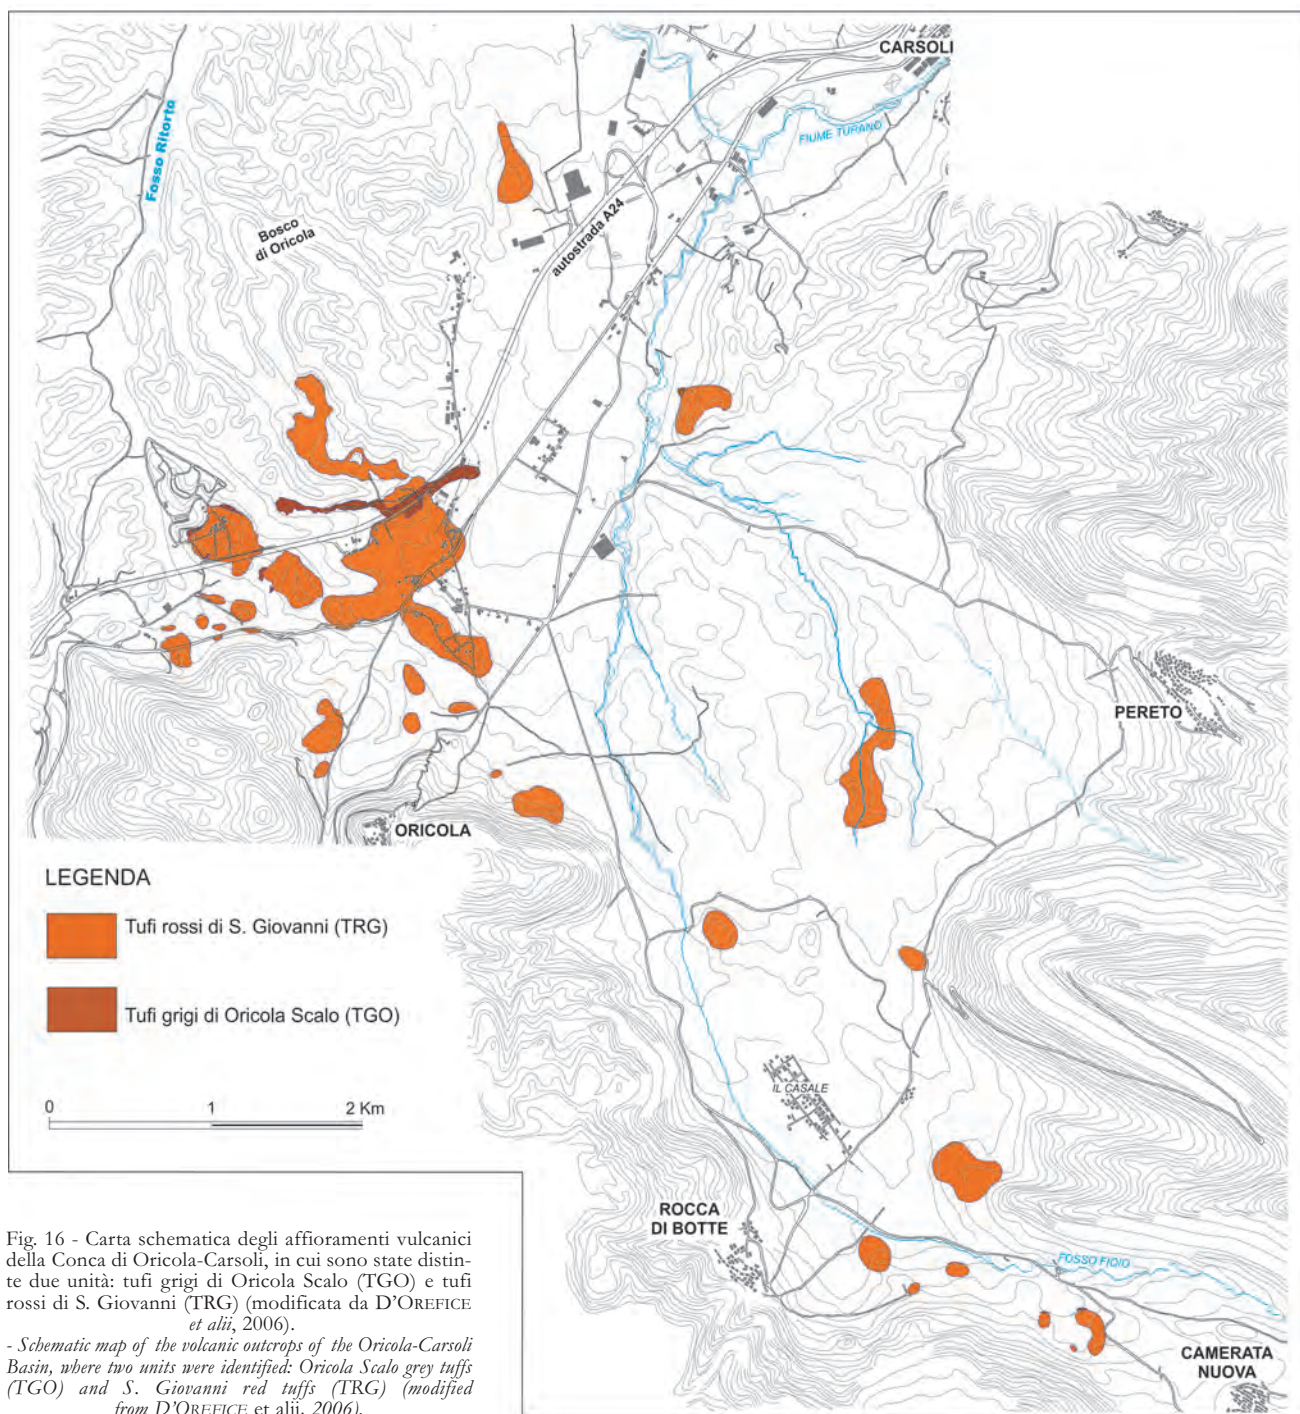 CARSOLI
FIUME TURANO
Fosso Ritorto
Bosco
di Oricola
autostrada A24
PERETO
ORICOLA
LEGENDA
Tufi rossi di S. Giovanni (TRG)
Tufi grigi di Oricola Scalo (TGO)
0 1 2 Km
IL CASALE
ROCCA
DI BOTTE
FOSSO FIOIO
CAMERATA
NUOVA
Fig. 16 - Carta schematica degli affioramenti vulcanici
della Conca di Oricola-Carsoli, in cui sono state distin-
te due unità: tufi grigi di Oricola Scalo (TGO) e tufi
rossi di S. Giovanni (TRG) (modificata da D'OREFICE
et alii, 2006).
- Schematic map of the volcanic outcrops of the Oricola-Carsoli
Basin, where two units were identified: Oricola Scalo grey tuffs
(TGO) and S. Giovanni red tuffs (TRG) (modified
from D'OREFICE et alii, 2006).